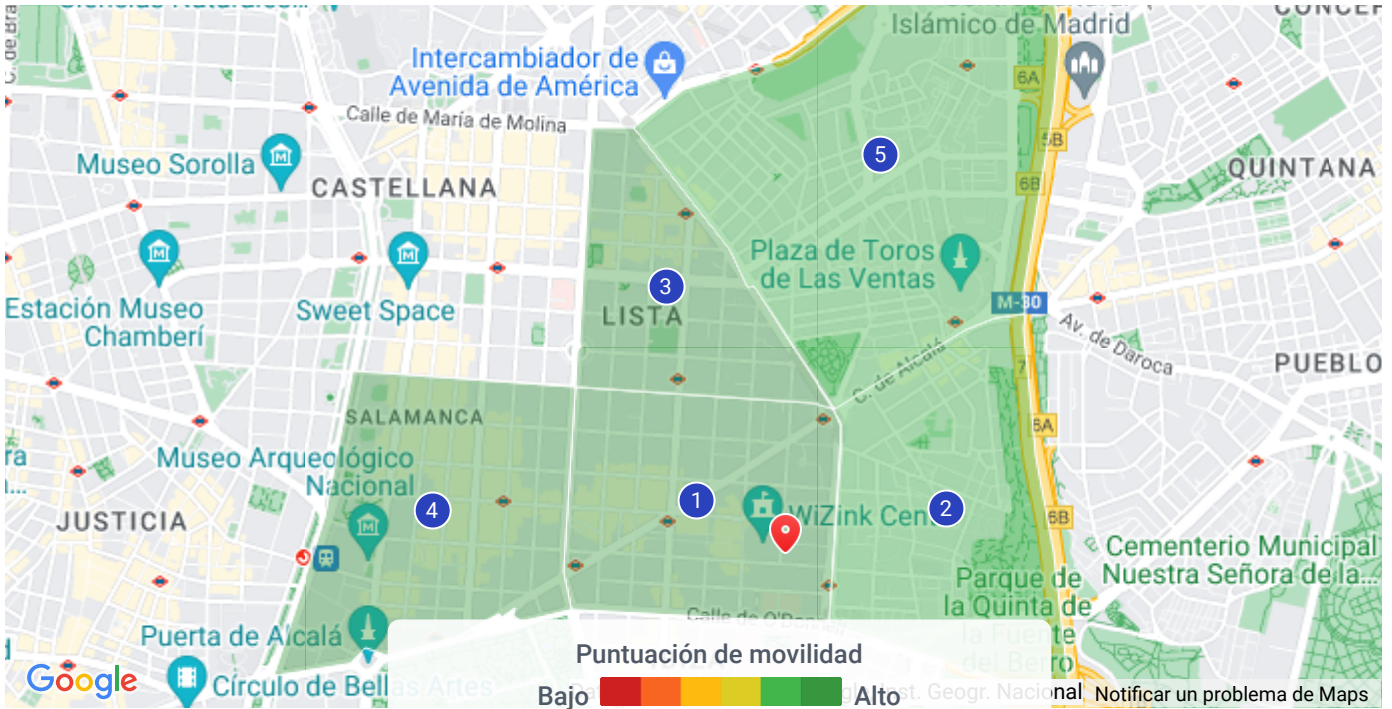 Islámico de Madrid
Intercambiador de
Avenida de América
6A
Calle de María de Molina
5B
Museo Sorolla
5
QUINTANA
CASTELLANA
6B
Plaza de Toros
de Las Ventas
3
M-30
Estación Museo
Chamberí
Sweet Space
LISTA
Av. de Daroca
C. de Alcalá
7
PUEBLO
SALAMANCA
6A
Museo Arqueológico
Nacional
4
1
WiZink Cen
2
JUSTICIA
6B
Cementerio Municipal
Nuestra Señora de la...
Parque de
la Quinta de
la Fuente
del Berro
Puerta de Alcalá
Calle de O'Donnell
Puntuación de movilidad
Google
Círculo de Bellas Artes
Bajo
Alto
Inst. Geogr. Nacional
Notificar un problema de Maps